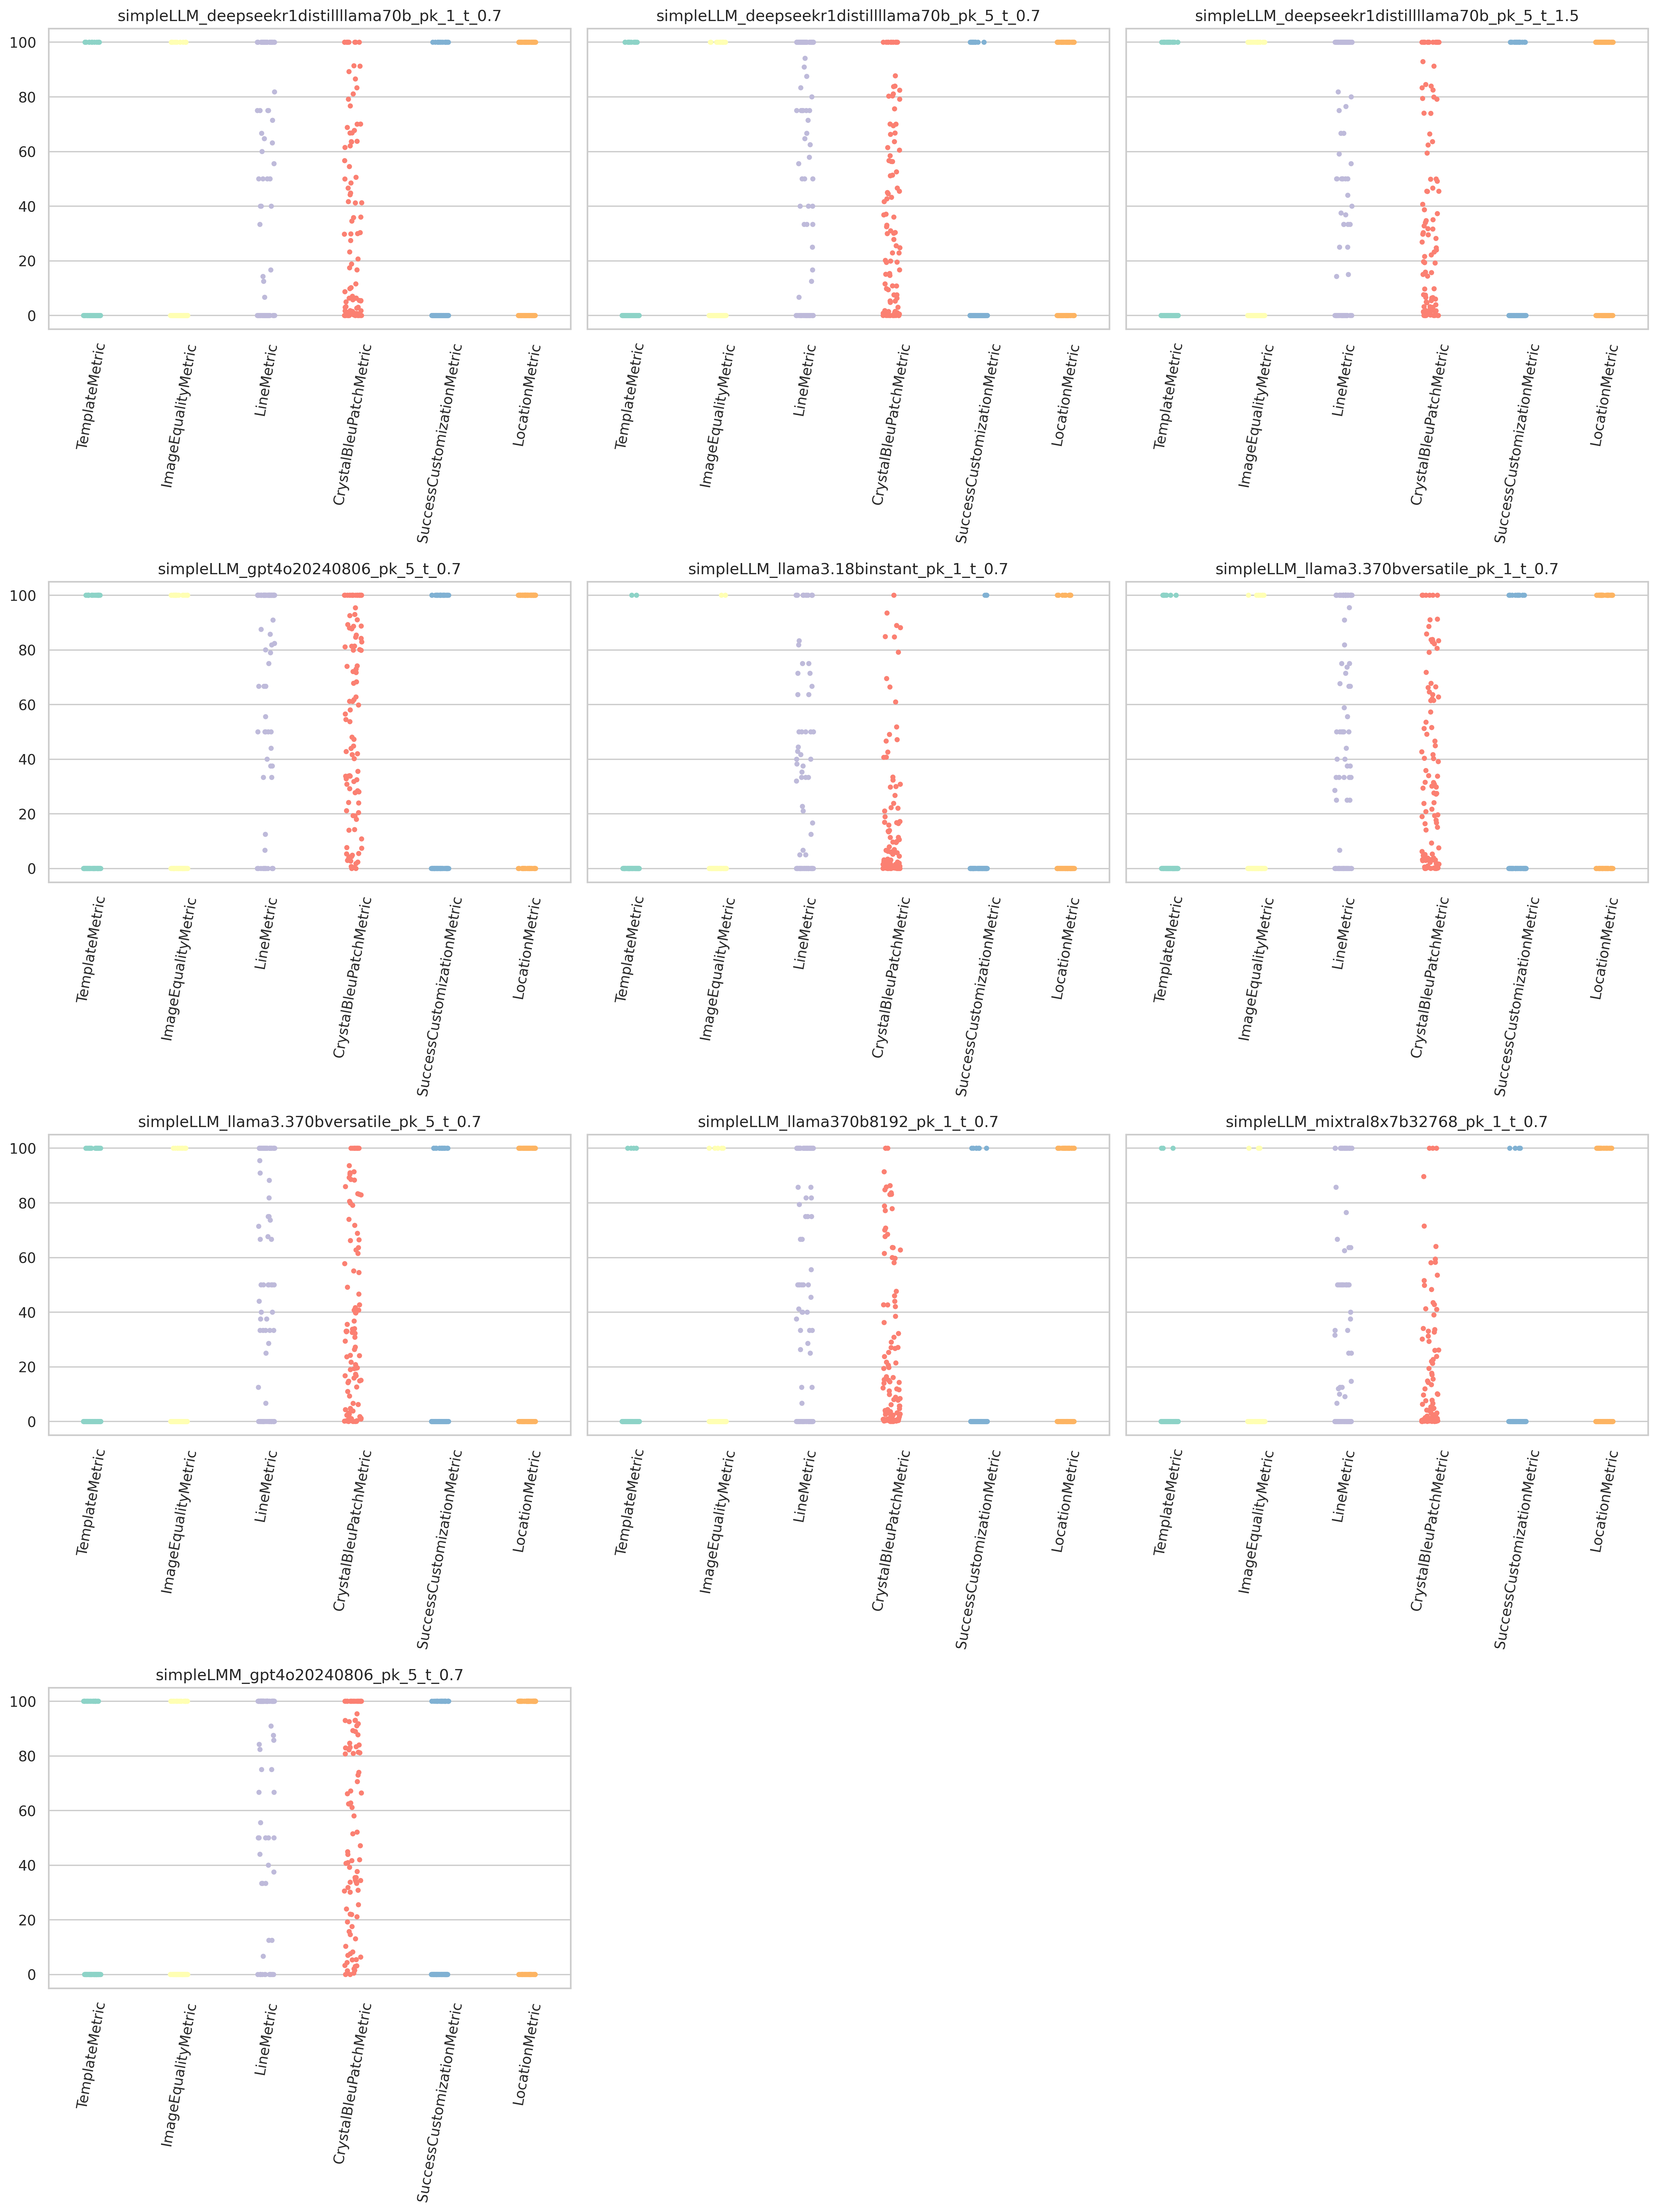 simpleLLM_deepseekr1distillllama70b_pk_1_t_0.7
simpleLLM_deepseekr1distillllama70b_pk_5_t_0.7
simpleLLM_deepseekr1distillllama70b_pk_5_t_1.5
100
80
60
40
20
0
TemplateMetric
ImageEqualityMetric
LineMetric
CrystalBleuPatchMetric
SuccessCustomizationMetric
LocationMetric
TemplateMetric
ImageEqualityMetric
LineMetric
CrystalBleuPatchMetric
SuccessCustomizationMetric
LocationMetric
TemplateMetric
ImageEqualityMetric
LineMetric
CrystalBleuPatchMetric
SuccessCustomizationMetric
LocationMetric
simpleLLM_gpt4o20240806_pk_5_t_0.7
simpleLLM_llama3.18binstant_pk_1_t_0.7
simpleLLM_llama3.370bversatile_pk_1_t_0.7
100
80
60
40
20
0
TemplateMetric
ImageEqualityMetric
LineMetric
CrystalBleuPatchMetric
SuccessCustomizationMetric
LocationMetric
TemplateMetric
ImageEqualityMetric
LineMetric
CrystalBleuPatchMetric
SuccessCustomizationMetric
LocationMetric
TemplateMetric
ImageEqualityMetric
LineMetric
CrystalBleuPatchMetric
SuccessCustomizationMetric
LocationMetric
simpleLLM_llama3.370bversatile_pk_5_t_0.7
simpleLLM_llama370b8192_pk_1_t_0.7
simpleLLM_mixtral8x7b32768_pk_1_t_0.7
100
80
60
40
20
0
TemplateMetric
ImageEqualityMetric
LineMetric
CrystalBleuPatchMetric
SuccessCustomizationMetric
LocationMetric
TemplateMetric
ImageEqualityMetric
LineMetric
CrystalBleuPatchMetric
SuccessCustomizationMetric
LocationMetric
TemplateMetric
ImageEqualityMetric
LineMetric
CrystalBleuPatchMetric
SuccessCustomizationMetric
LocationMetric
simpleLMM_gpt4o20240806_pk_5_t_0.7
100
80
60
40
20
0
TemplateMetric
ImageEqualityMetric
LineMetric
CrystalBleuPatchMetric
SuccessCustomizationMetric
LocationMetric